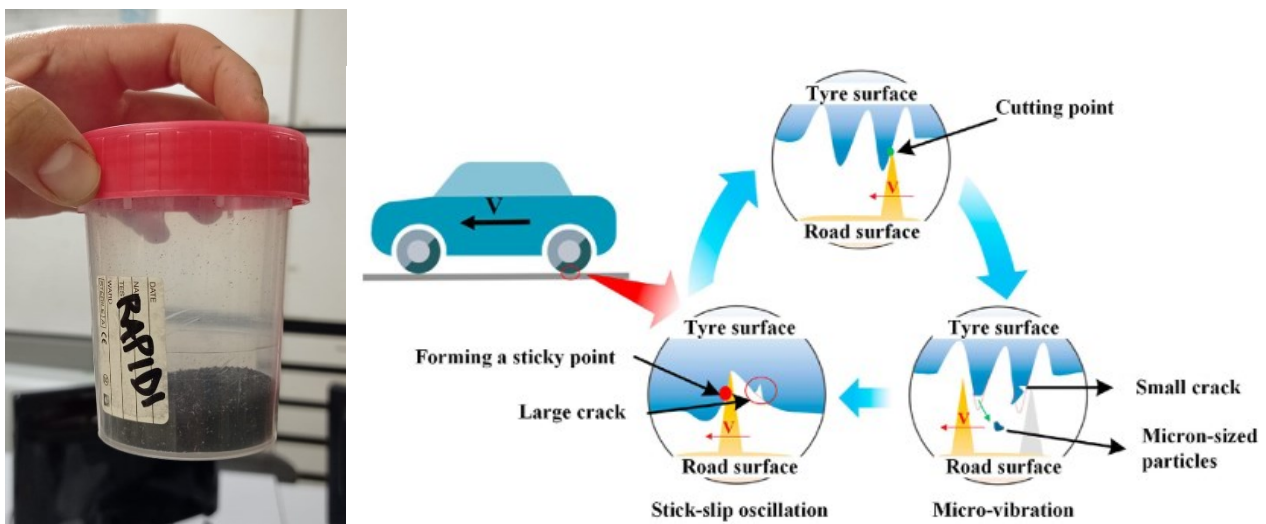 DATE
RAPIDI
Tyre surface
Cutting point
Road surface
V
V
Tyre surface
Forming a sticky point
Large crack
V
Road surface
Stick-slip oscillation
Tyre surface
Small crack
V
Micron-sized
particles
Road surface
Micro-vibration